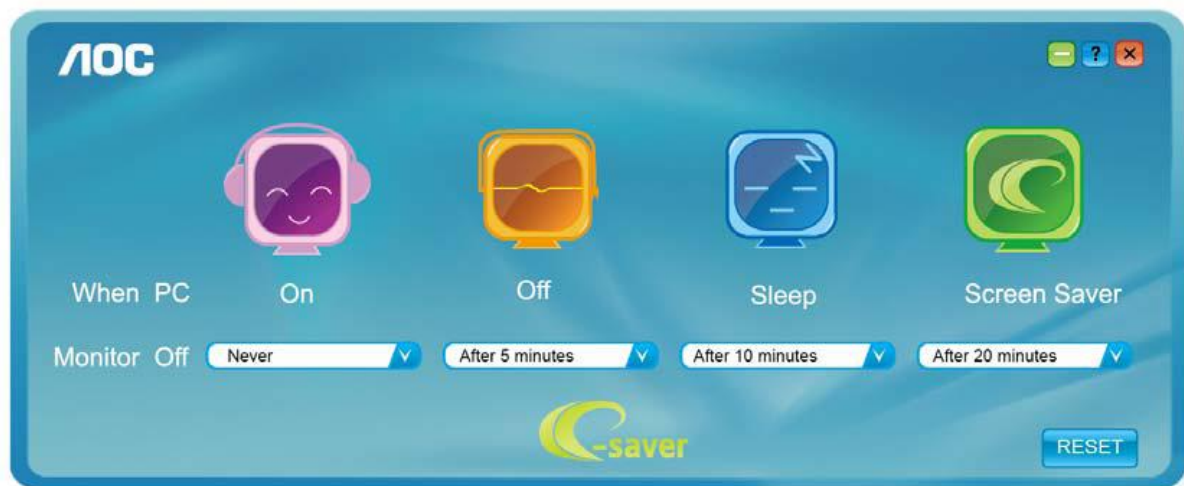 AOC
?
When PC On Off Sleep Screen Saver
Monitor Off Never After 5 minutes After 10 minutes After 20 minutes
e-saver
RESET